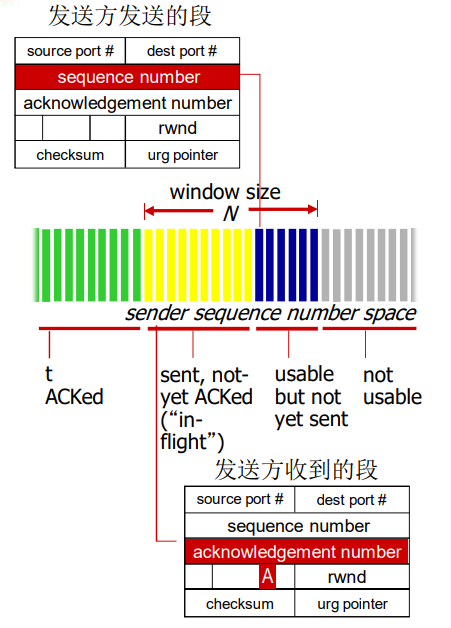 发送方发送的段
source port # dest port #
sequence number
acknowledgement number
rwnd
checksum urg pointer
window size
N
sender sequence number space
t
ACKed
sent, not-
yet ACKed
("in-
flight")
usable
but not
yet sent
not
usable
发送方收到的段
source port # dest port #
sequence number
acknowledgement number
A rwnd
checksum urg pointer